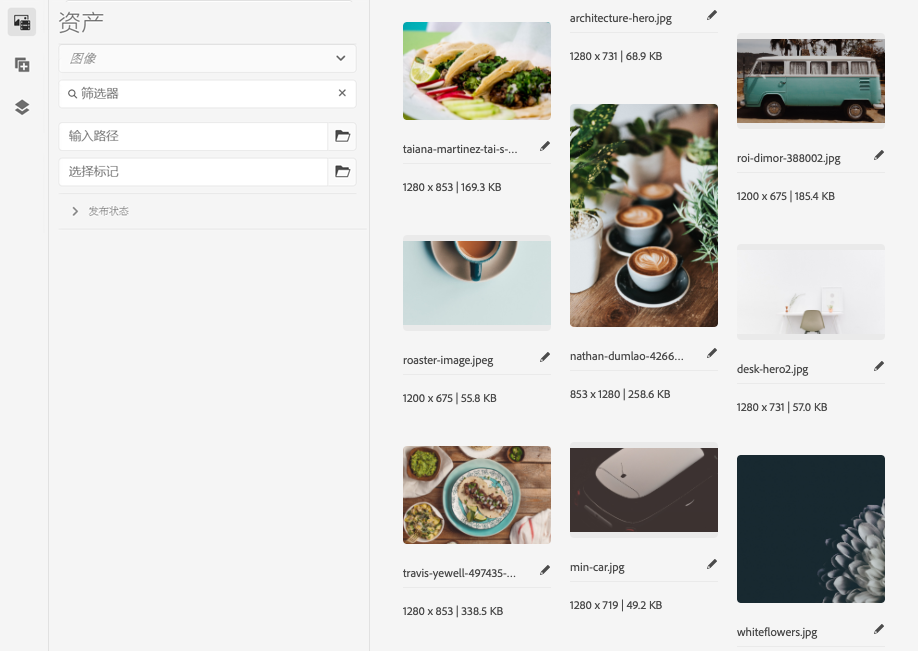 资产
图像
筛选器
输入路径
选择标记
发布状态
taiana-martinez-tai-s-...
1280 x 853 | 169.3 KB
roaster-image.jpeg
1200 x 675 | 55.8 KB
travis-yewell-497435-...
1280 x 853 | 338.5 KB
architecture-hero.jpg
1280 x 731 | 68.9 KB
nathan-dumlao-4266...
853 x 1280 | 258.6 KB
min-car.jpg
1280 x 719 | 49.2 KB
roi-dimor-388002.jpg
1200 x 675 | 185.4 KB
desk-hero2.jpg
1280 x 731 | 57.0 KB
whiteflowers.jpg